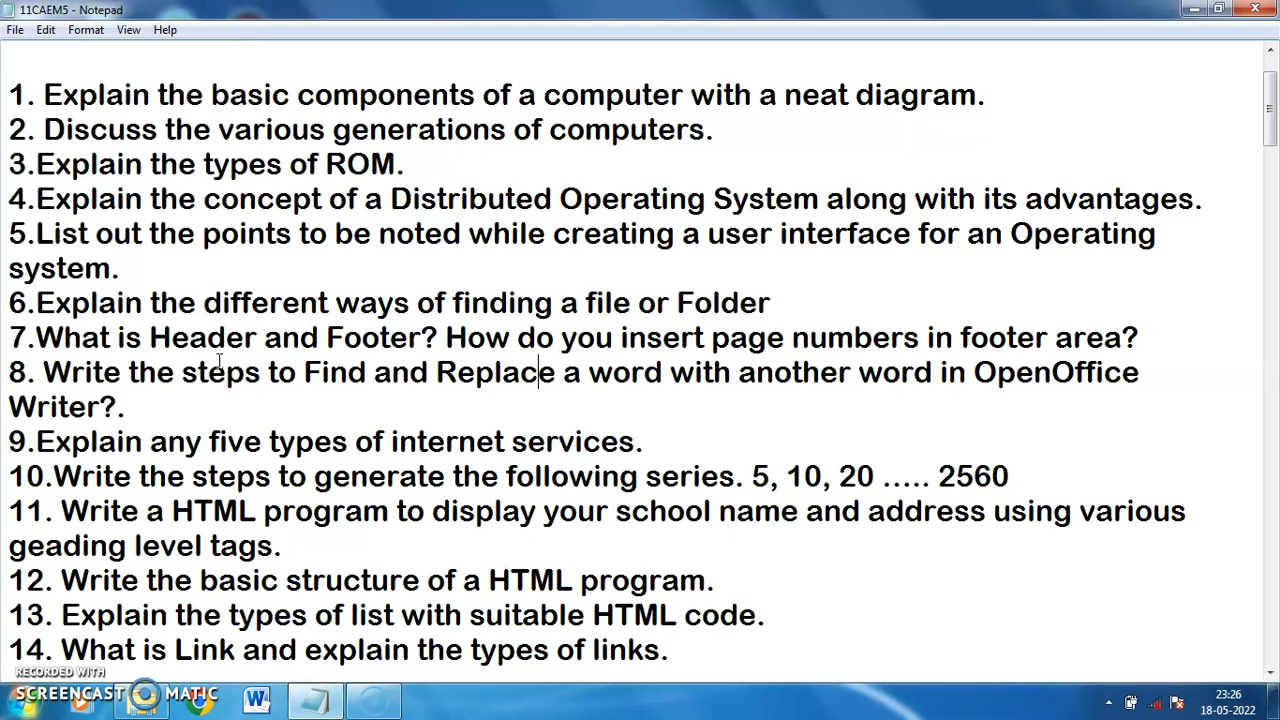 11CAEM5 - Notepad
File Edit Format View Help
1. Explain the basic components of a computer with a neat diagram.
2. Discuss the various generations of computers.
3.Explain the types of ROM.
4.Explain the concept of a Distributed Operating System along with its advantages.
5.List out the points to be noted while creating a user interface for an Operating
system.
6.Explain the different ways of finding a file or Folder
7.What is Header and Footer? How do you insert page numbers in footer area?
8. Write the steps to Find and Replace a word with another word in OpenOffice
Writer?.
9.Explain any five types of internet services.
10.Write the steps to generate the following series. 5, 10, 20 ..... 2560
11. Write a HTML program to display your school name and address using various
geading level tags.
12. Write the basic structure of a HTML program.
13. Explain the types of list with suitable HTML code.
14. What is Link and explain the types of links.
RECORDED WITH
SCREENCAST MATIC
23:26
18-05-2022